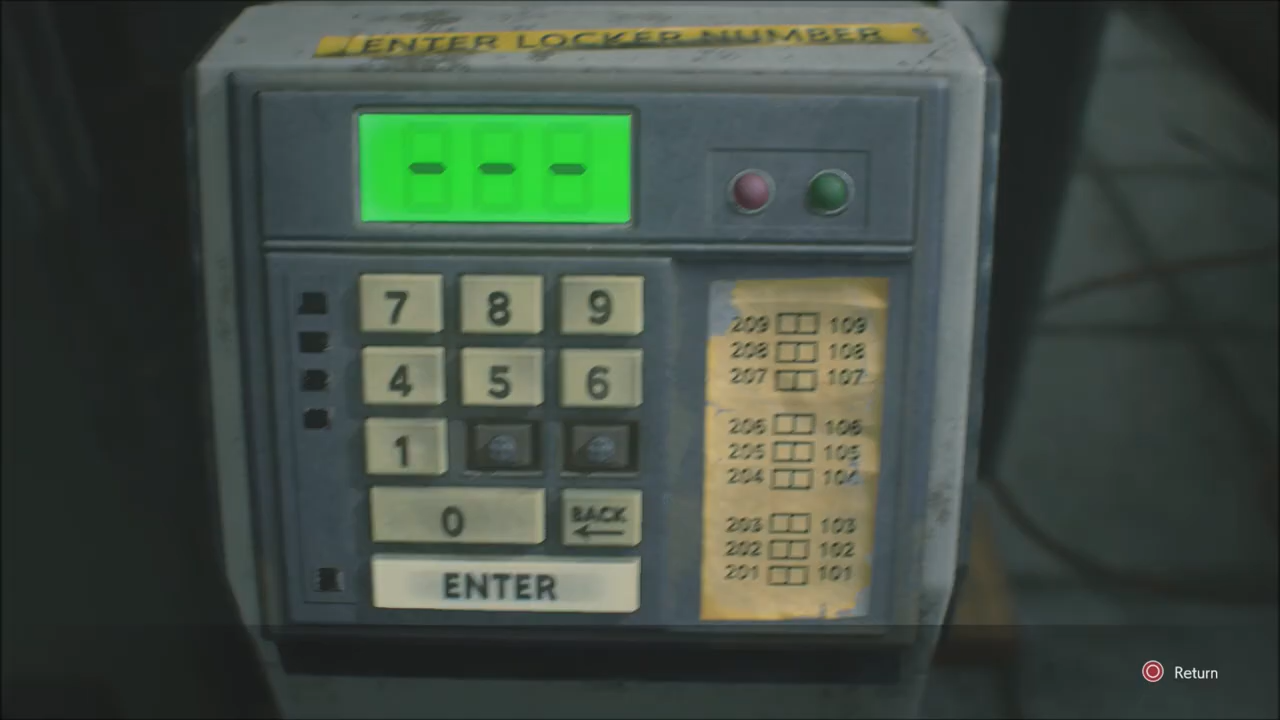 ENTER LOCKER NUMBER
- - -
7 8 9
4 5 6
1
0 BACK
ENTER
209 109
208 108
207 107
206 106
205 105
204 104
203 103
202 102
201 101
Return